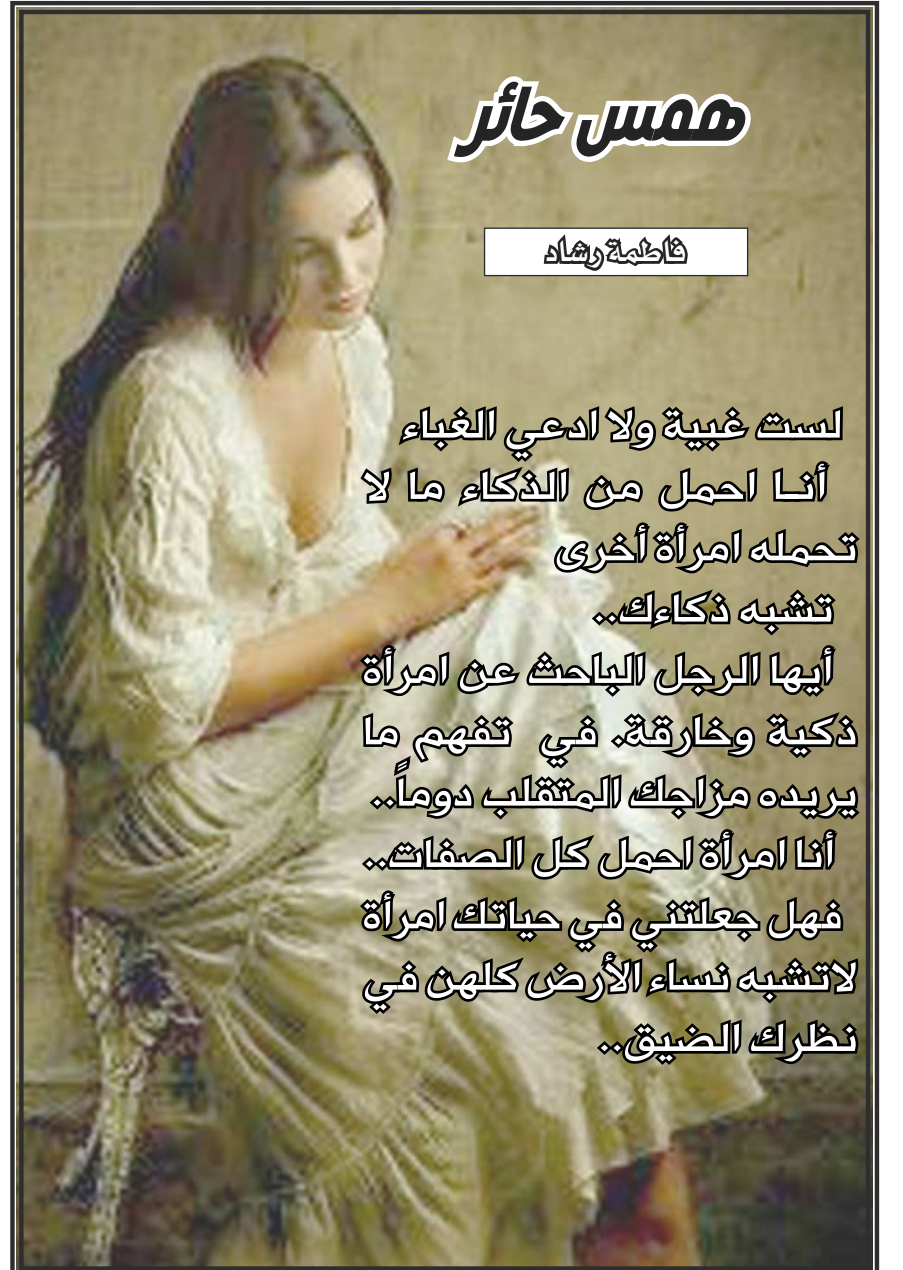 همس حائر
فاطمة رشاد
لست غبية ولا ادعي الغباء
أنا احمل من الذكاء ما لا
تحمله امرأة أخرى
تشبه ذكاءك..
أيها الرجل الباحث عن امرأة
ذكية وخارقة. في تفهم ما
يريده مزاجك المتقلب دوماً..
أنا امرأة احمل كل الصفات..
فهل جعلتني في حياتك امرأة
لاتشبه نساء الأرض كلهن في
نظرك الضيق..